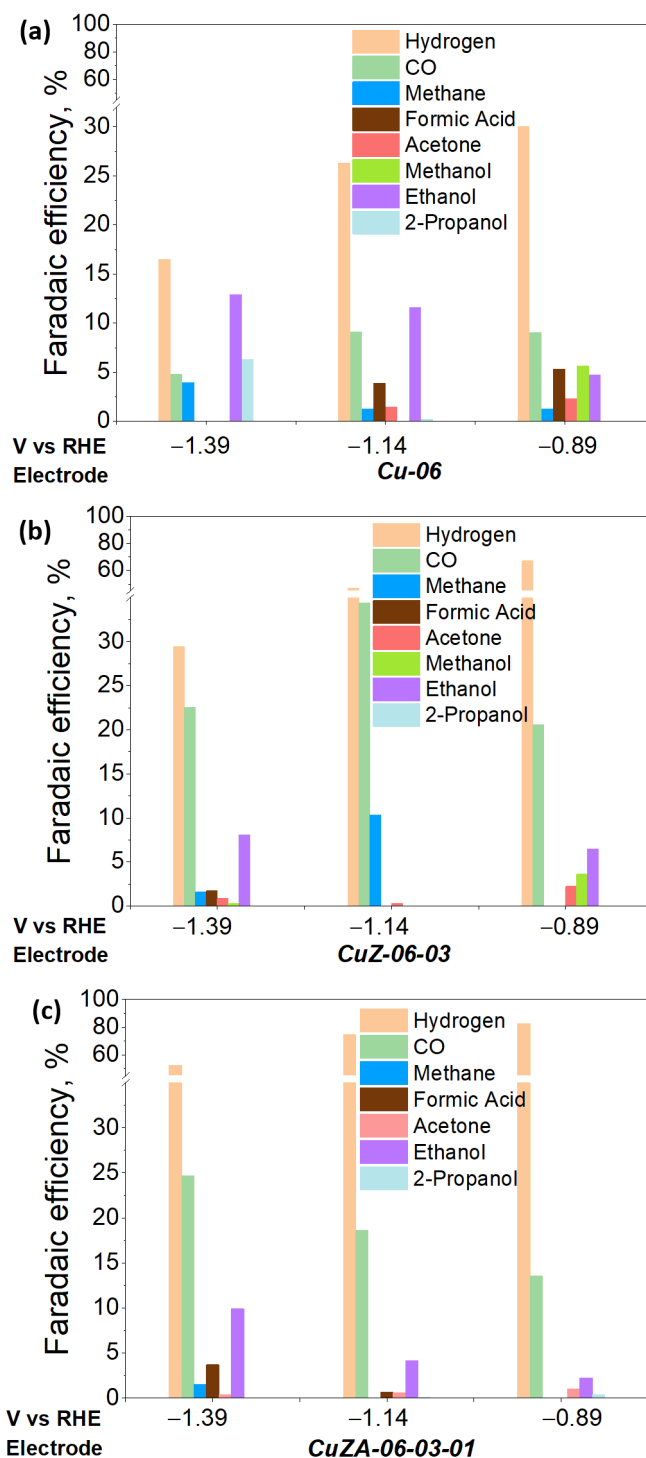 (a)
Faradaic efficiency, %
100
80
60
40
30
25
20
15
10
5
0
Hydrogen
CO
Methane
Formic Acid
Acetone
Methanol
Ethanol
2-Propanol
V vs RHE –1.39 –1.14 –0.89
Electrode Cu-06
(b)
Faradaic efficiency, %
100
80
60
40
30
20
10
5
0
Hydrogen
CO
Methane
Formic Acid
Acetone
Methanol
Ethanol
2-Propanol
V vs RHE –1.39 –1.14 –0.89
Electrode CuZ-06-03
(c)
Faradaic efficiency, %
100
80
60
30
20
10
5
0
Hydrogen
CO
Methane
Formic Acid
Acetone
Ethanol
2-Propanol
V vs RHE –1.39 –1.14 –0.89
Electrode CuZA-06-03-01